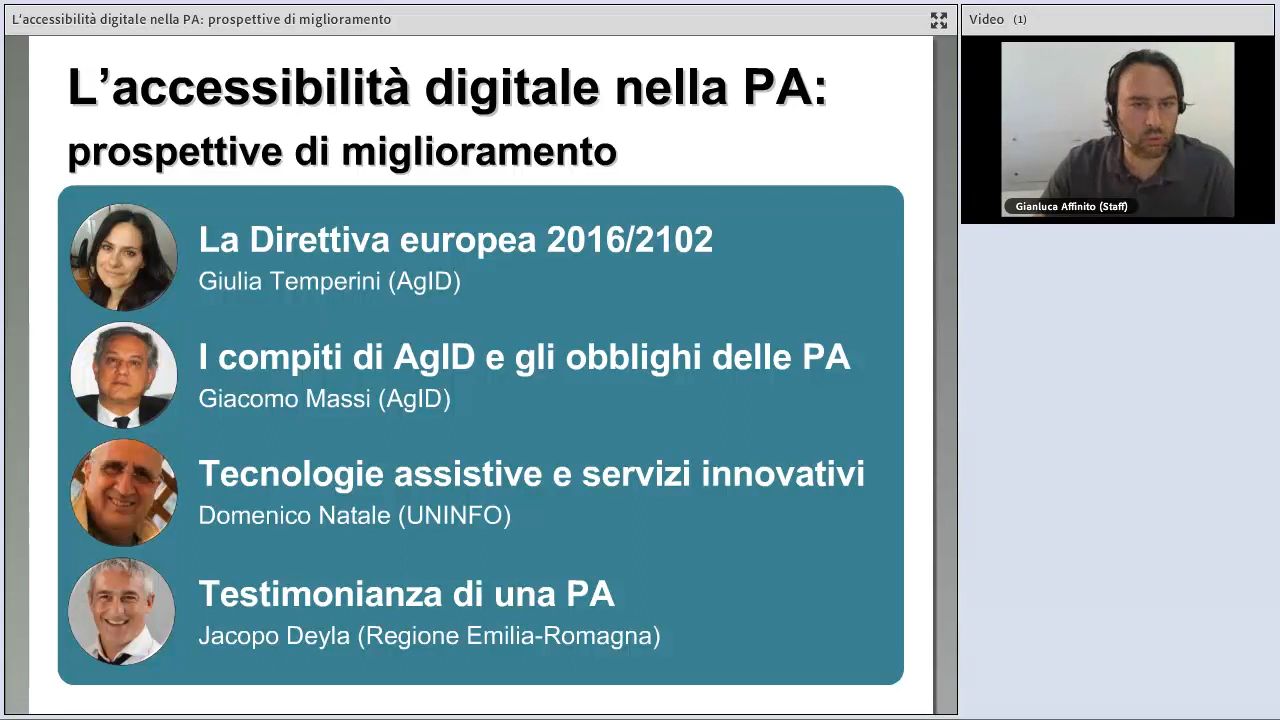 L'accessibilità digitale nella PA: prospettive di miglioramento
Video (1)
L'accessibilità digitale nella PA:
prospettive di miglioramento
La Direttiva europea 2016/2102
Giulia Temperini (AgID)
I compiti di AgID e gli obblighi delle PA
Giacomo Massi (AgID)
Tecnologie assistive e servizi innovativi
Domenico Natale (UNINFO)
Testimonianza di una PA
Jacopo Deyla (Regione Emilia-Romagna)
Gianluca Affinito (Staff)